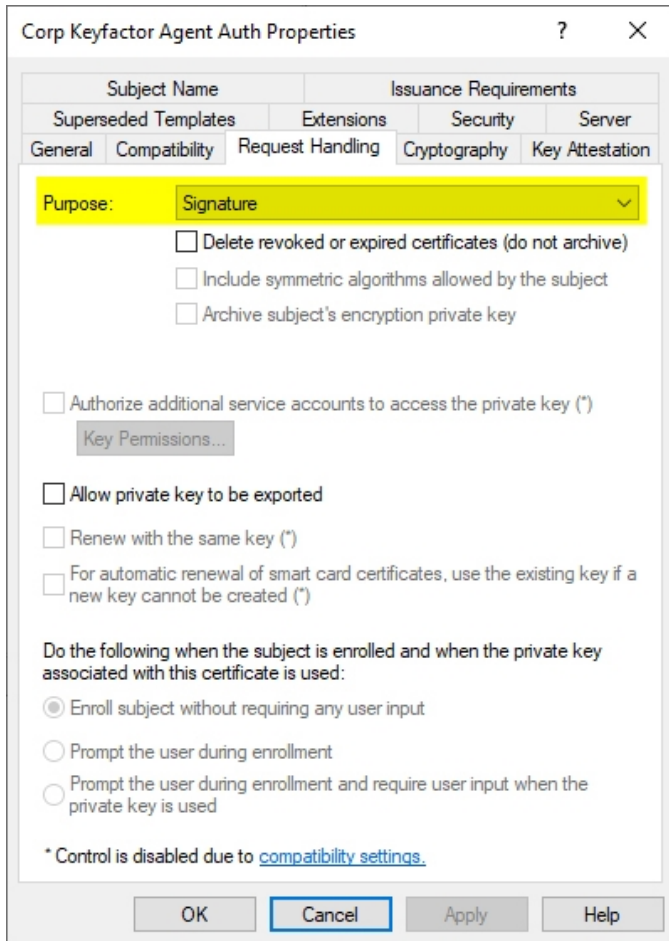 Corp Keyfactor Agent Auth Properties
?
Subject Name
Issuance Requirements
Superseded Templates
Extensions
Security
Server
General
Compatibility
Request Handling
Cryptography
Key Attestation
Purpose:
Signature
Delete revoked or expired certificates (do not archive)
Include symmetric algorithms allowed by the subject
Archive subject's encryption private key
Authorize additional service accounts to access the private key (*)
Key Permissions...
Allow private key to be exported
Renew with the same key (*)
For automatic renewal of smart card certificates, use the existing key if a
new key cannot be created (*)
Do the following when the subject is enrolled and when the private key
associated with this certificate is used:
Enroll subject without requiring any user input
Prompt the user during enrollment
Prompt the user during enrollment and require user input when the
private key is used
* Control is disabled due to compatibility settings.
OK
Cancel
Apply
Help